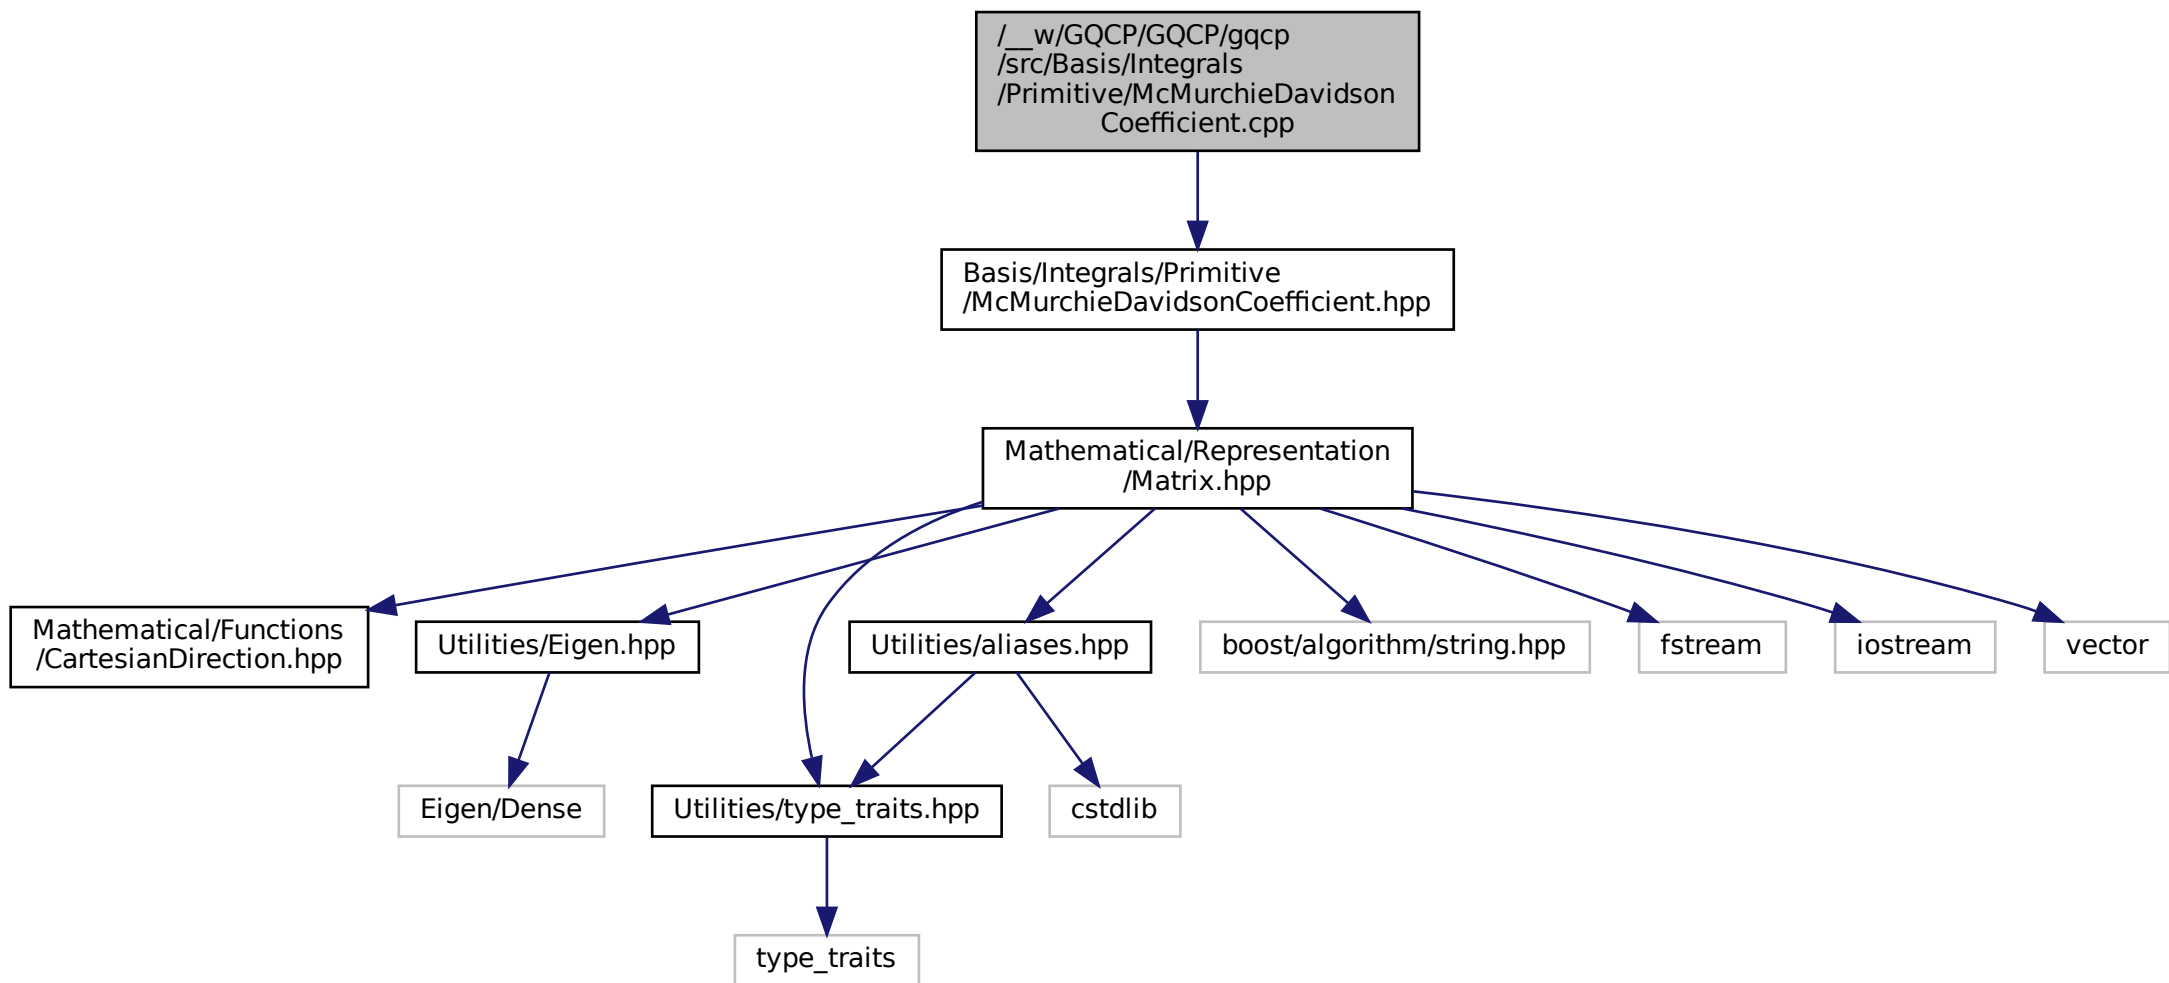 /__w/GQCP/GQCP/gqcp
/src/Basis/Integrals
/Primitive/McMurchieDavidson
Coefficient.cpp
Basis/Integrals/Primitive
/McMurchieDavidsonCoefficient.hpp
Mathematical/Representation
/Matrix.hpp
Mathematical/Functions
/CartesianDirection.hpp
Utilities/Eigen.hpp
Utilities/aliases.hpp
boost/algorithm/string.hpp
fstream
iostream
vector
Eigen/Dense
Utilities/type_traits.hpp
cstdlib
type_traits